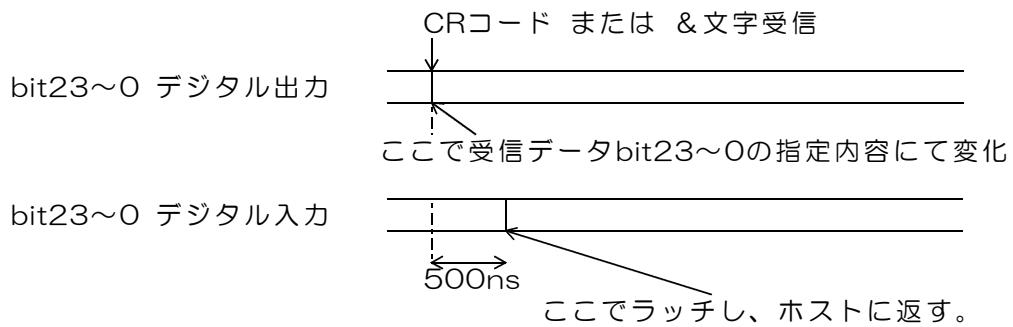 CRコード または &文字受信
bit23～0 デジタル出力
ここで受信データbit23～0の指定内容にて変化
bit23～0 デジタル入力
500ns
ここでラッチし、ホストに返す。